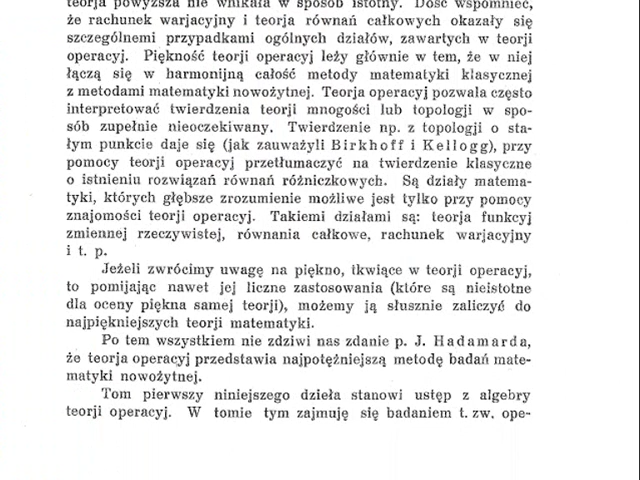 teorja powyższa nie wnikała w sposób istotny. Dość wspomnieć,
że rachunek warjacyjny i teorja równań całkowych okazały się
szczególnemi przypadkami ogólnych działów, zawartych w teorji
operacyj. Piękność teorji operacyj leży głównie w tem, że w niej
łączą się w harmonijną całość metody matematyki klasycznej
z metodami matematyki nowożytnej. Teorja operacyj pozwala często
interpretować twierdzenia teorji mnogości lub topologji w spo-
sób zupełnie nieoczekiwany. Twierdzenie np. z topologji o sta-
łym punkcie daje się (jak zauważyli Birkhoff i Kellogg), przy
pomocy teorji operacyj przetłumaczyć na twierdzenie klasyczne
o istnieniu rozwiązań równań różniczkowych. Są działy matema-
tyki, których głębsze zrozumienie możliwe jest tylko przy pomocy
znajomości teorji operacyj. Takiemi działami są: teorja funkcyj
zmiennej rzeczywistej, równania całkowe, rachunek warjacyjny
i t. p.
Jeżeli zwrócimy uwagę na piękno, tkwiące w teorji operacyj,
to pomijając nawet jej liczne zastosowania (które są nieistotne
dla oceny piękna samej teorji), możemy ją słusznie zaliczyć do
najpiękniejszych teorji matematyki.
Po tem wszystkiem nie zdziwi nas zdanie p. J. Hadamarda,
że teorja operacyj przedstawia najpotężniejszą metodę badań mate-
matyki nowożytnej.
Tom pierwszy niniejszego dzieła stanowi ustęp z algebry
teorji operacyj. W tomie tym zajmuję się badaniem t. zw. ope-